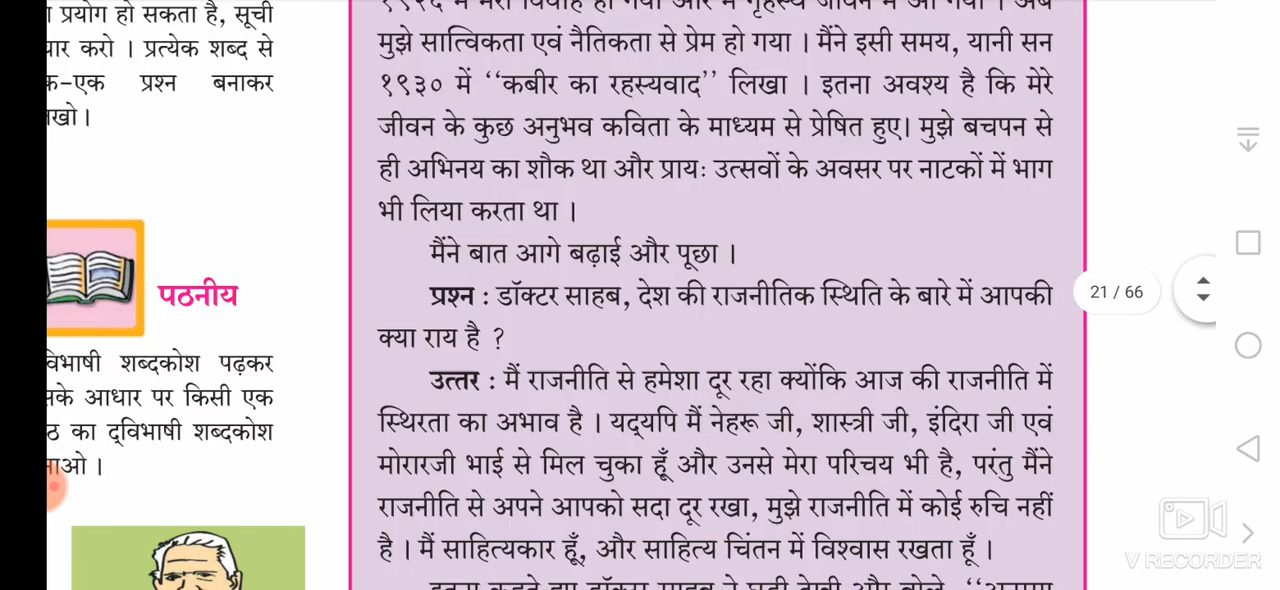 प्रयोग हो सकता है, सूची
यार करो । प्रत्येक शब्द से
क-एक प्रश्न बनाकर
नखो।
पठनीय
विभाषी शब्दकोश पढ़कर
सके आधार पर किसी एक
ठ का द्‌विभाषी शब्दकोश
नाओ ।
मुझे सात्विकता एवं नैतिकता से प्रेम हो गया । मैंने इसी समय, यानी सन
१९३० में ‘‘कबीर का रहस्यवाद’’ लिखा । इतना अवश्य है कि मेरे
जीवन के कुछ अनुभव कविता के माध्यम से प्रेषित हुए। मुझे बचपन से
ही अभिनय का शौक था और प्रायः उत्सवों के अवसर पर नाटकों में भाग
भी लिया करता था ।
मैंने बात आगे बढ़ाई और पूछा ।
प्रश्न : डॉक्टर साहब, देश की राजनीतिक स्थिति के बारे में आपकी
क्या राय है ?
उत्तर : मैं राजनीति से हमेशा दूर रहा क्योंकि आज की राजनीति में
स्थिरता का अभाव है । यद्‌यपि मैं नेहरू जी, शास्त्री जी, इंदिरा जी एवं
मोरारजी भाई से मिल चुका हूँ और उनसे मेरा परिचय भी है, परंतु मैंने
राजनीति से अपने आपको सदा दूर रखा, मुझे राजनीति में कोई रुचि नहीं
है । मैं साहित्यकार हूँ, और साहित्य चिंतन में विश्वास रखता हूँ ।
21 / 66
V RECORDER